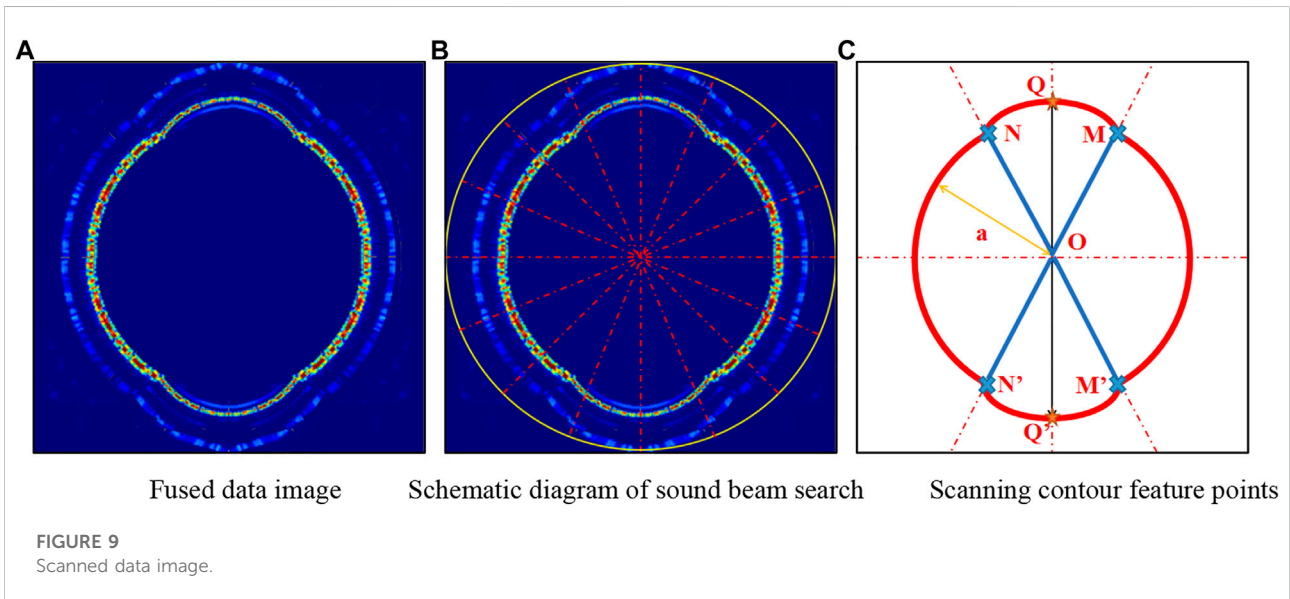 A
B
C
Q
N
M
O
a
N’
M’
Q’
Fused data image
Schematic diagram of sound beam search
Scanning contour feature points
FIGURE 9
Scanned data image.